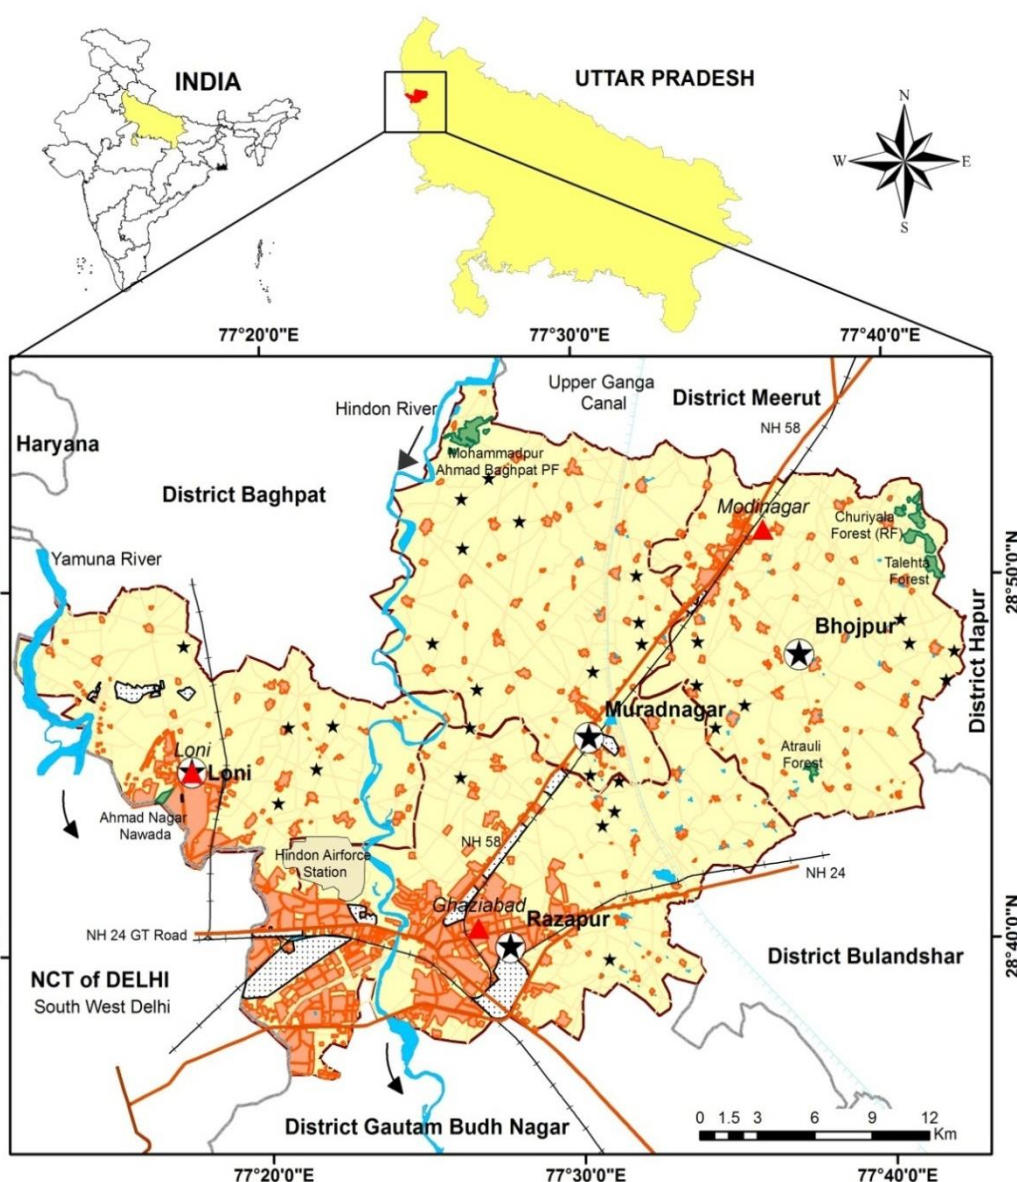 INDIA
UTTAR PRADESH
N
W
E
S
77°20'0"E
77°30'0"E
77°40'0"E
Upper Ganga
Canal
District Meerut
Hindon River
NH 58
Haryana
Mohammadpur
Ahmad Baghpat PF
District Baghpat
Modinagar
Churiyala
Forest (RF)
Yamuna River
Talehta
Forest
28°50'0"N
Bhojpur
District Hapur
Muradnagar
Loni
Loni
Atrauli
Forest
Ahmad Nagar
Nawada
NH 58
Hindon Airforce
Station
NH 24
Ghaziabad
Razapur
NH 24 GT Road
28°40'0"N
District Bulandshar
NCT of DELHI
South West Delhi
District Gautam Budh Nagar
0 1.5 3 6 9 12
Km
77°20'0"E
77°30'0"E
77°40'0"E